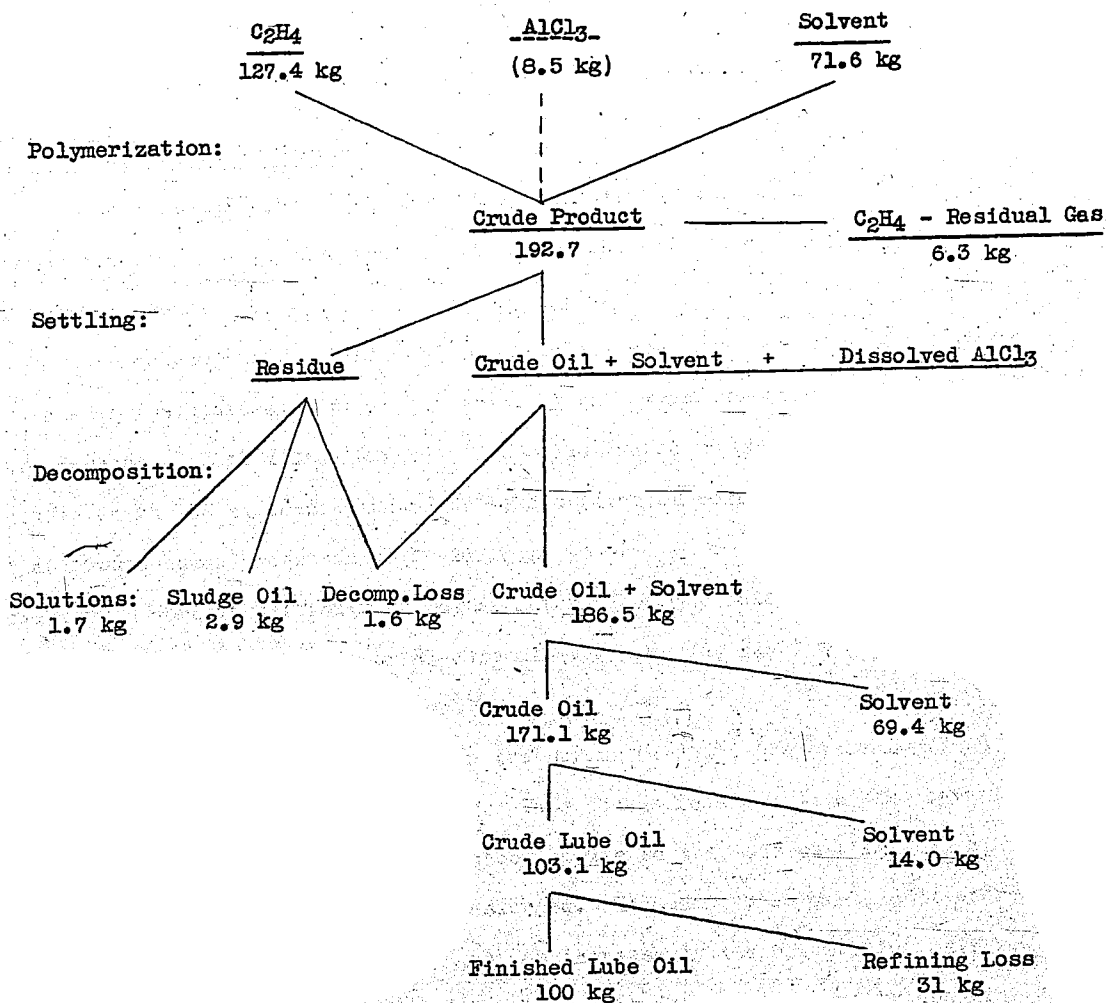 C2H4 AlCl3 Solvent
127.4 kg (8.5 kg) 71.6 kg
Polymerization:
Crude Product C2H4 - Residual Gas
192.7 6.3 kg
Settling:
Residue Crude Oil + Solvent + Dissolved AlCl3
Decomposition:
Solutions: Sludge Oil Decomp.Loss Crude Oil + Solvent
1.7 kg 2.9 kg 1.6 kg 186.5 kg
Crude Oil Solvent
171.1 kg 69.4 kg
Crude Lube Oil Solvent
103.1 kg 14.0 kg
Finished Lube Oil Refining Loss
100 kg 31 kg